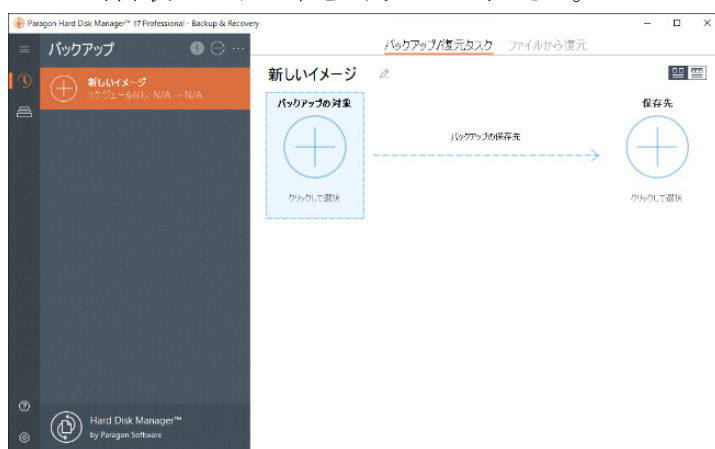 Paragon Hard Disk Manager™ 17 Professional - Backup & Recovery
バックアップ
バックアップ/復元タスク ファイルから復元
新しいイメージ
スケジュールなし: N/A → N/A
新しいイメージ
バックアップの対象
クリックして選択
バックアップの保存先
保存先
クリックして選択
Hard Disk Manager™
by Paragon Software